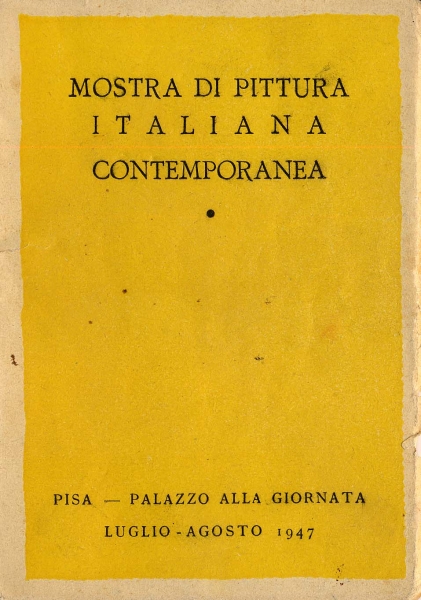 MOSTRA DI PITTURA
ITALIANA
CONTEMPORANEA
•
PISA — PALAZZO ALLA GIORNATA
LUGLIO - AGOSTO 1947